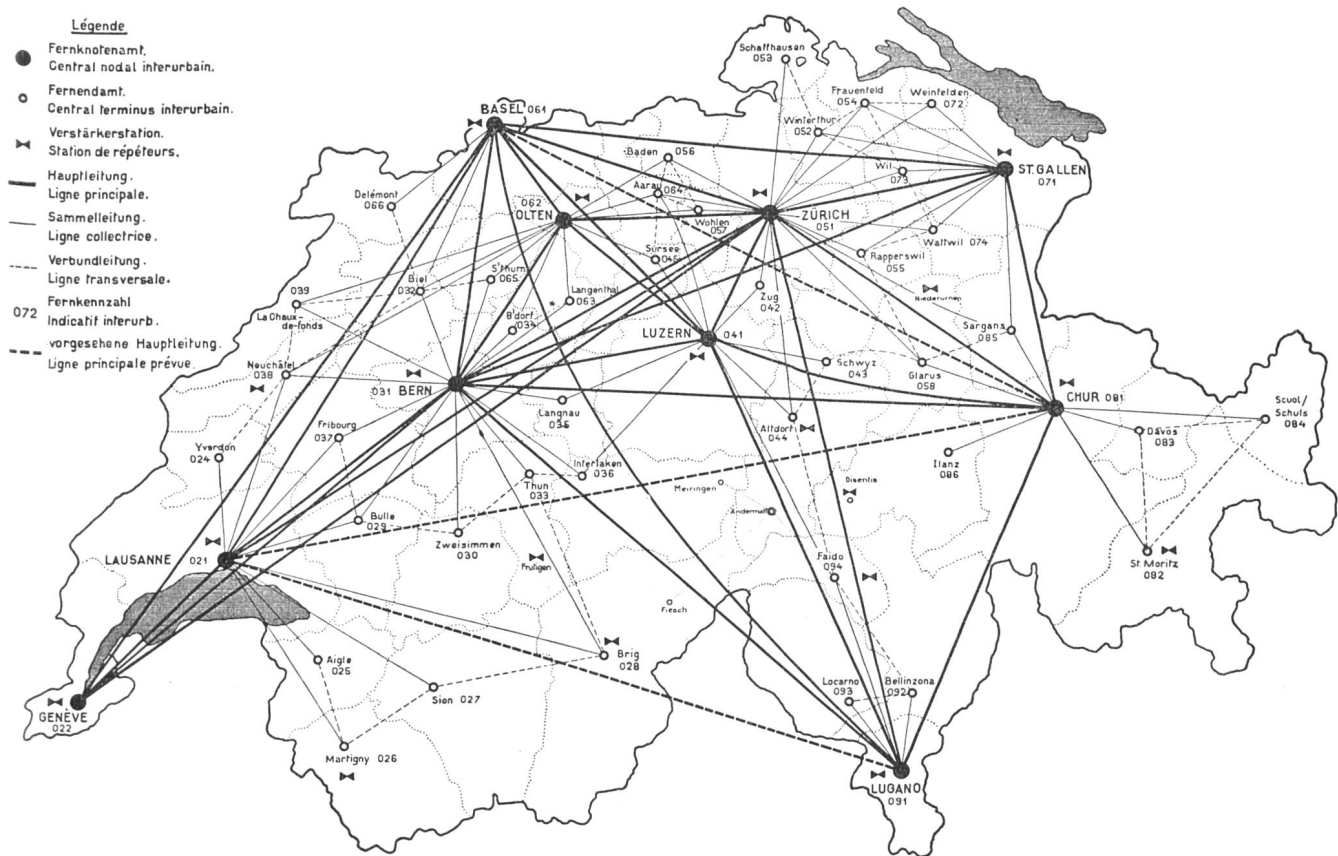 Légende
Fernknotenamt.
Central nodal interurbain.
Fernendamt.
Central terminus interurbain.
Verstärkerstation.
Station de répéteurs.
Hauptleitung.
Ligne principale.
Sammelleitung.
Ligne collectrice.
Verbundleitung.
Ligne transversale.
072 Fernkennzahl
Indicatif interurb.
vorgesehene Hauptleitung.
Ligne principale prévue.
Schaffhausen
053
Frauenfeld
054
Weinfelden
072
Winterthur
052
BASEL 061
Baden 056
Aarau
064
Wil
073
ST.GALLEN
071
Delémont
066
062
OLTEN
Wohlen
057
ZÜRICH
051
Wattwil 074
Sursee
045
Rapperswil
055
S'thurn
065
Biel
032
039
La Chaux-
de-fonds
Langenthal
063
*
Zug
042
Niederurnen
B'dorf
034
LUZERN 041
Sargans
085
Neuchâtel
038
031 BERN
Schwyz
043
Glarus
058
CHUR 081
Scuol/
Schuls
084
Langnau
035
Altdorf
044
Davos
083
Fribourg
037
Yverdon
024
Ilanz
086
Interlaken
036
Thun
033
Meiringen
Disentis
Andermatt
Bulle
029
Zweisimmen
030
LAUSANNE 021
Frutigen
Faido
094
St. Moritz
082
Fiesch
Aigle
025
Brig
028
Sion 027
Locarno
093
Bellinzona
092
GENÈVE
022
Martigny 026
LUGANO
091